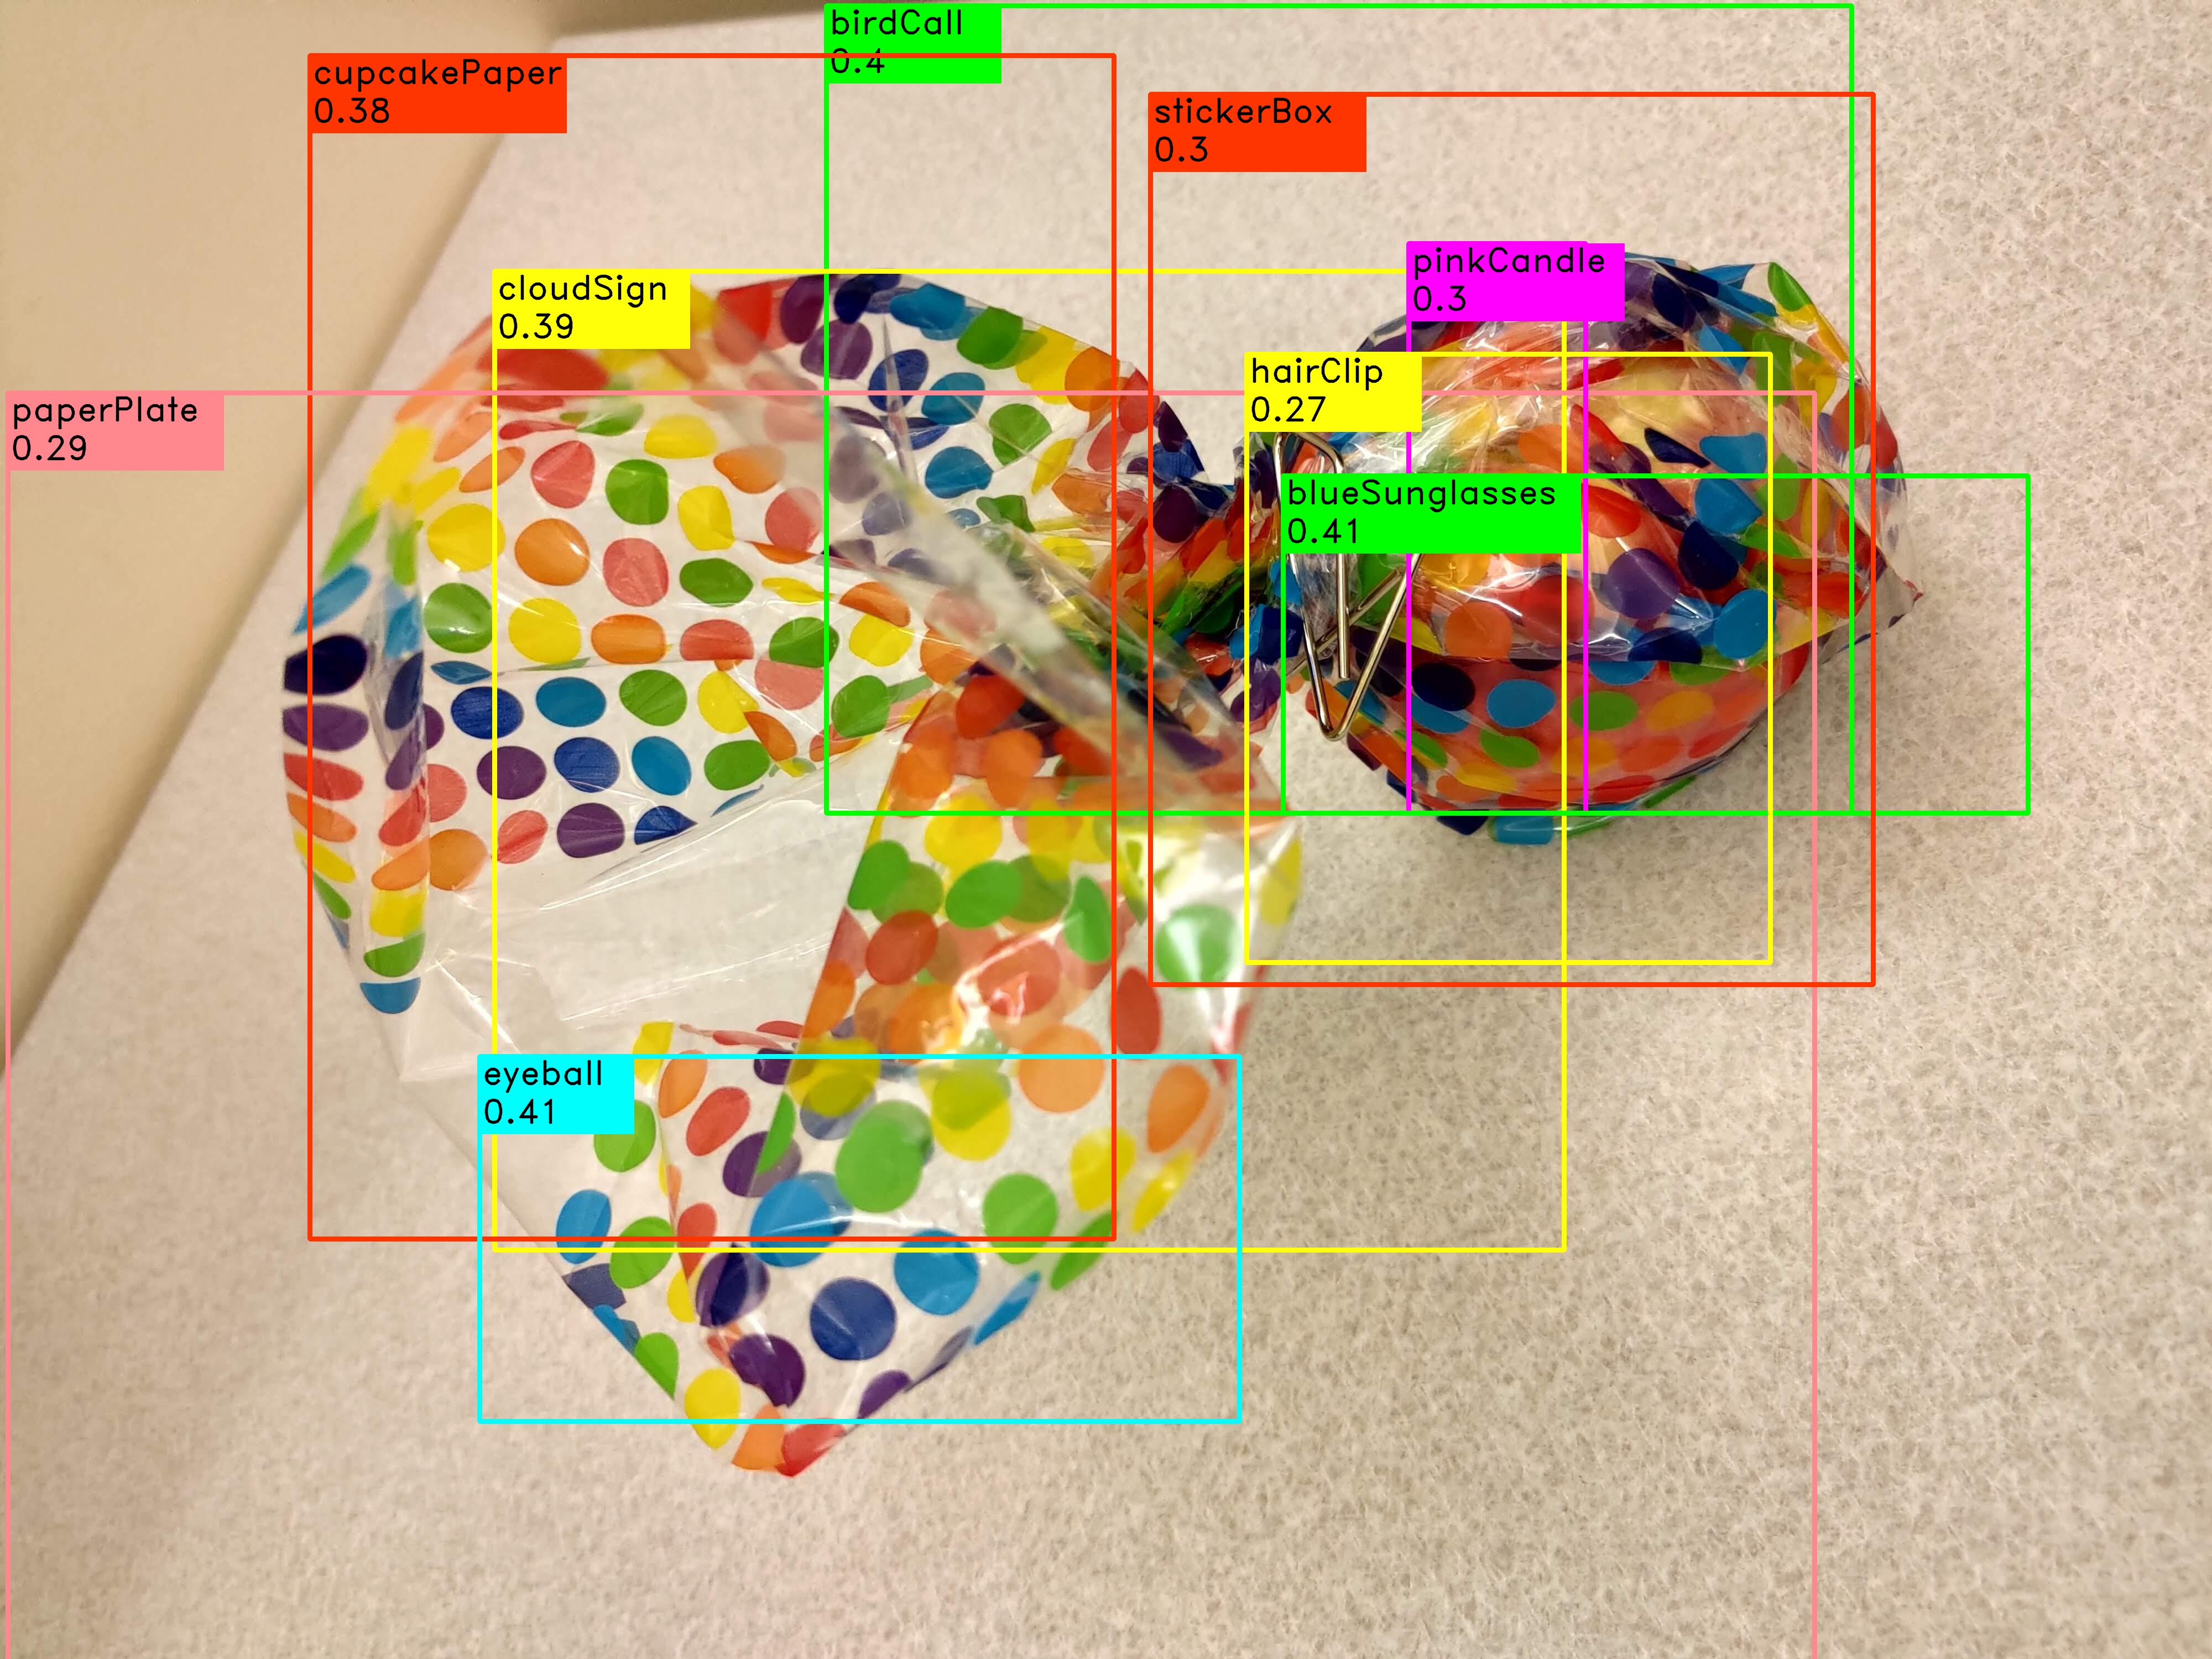 birdCall
0.4
cupcakePaper
0.38
stickerBox
0.3
pinkCandle
0.3
cloudSign
0.39
hairClip
0.27
paperPlate
0.29
blueSunglasses
0.41
eyeball
0.41